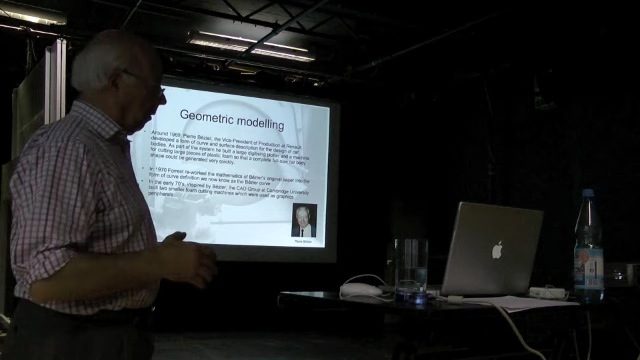 Geometric modelling
Around 1969, Pierre Bézier, the Vice-President of Production at Renault
developed a form of curve and surface description for the design of car
bodies. As part of the system he built a large digitising plotter and a machine
for cutting large pieces of plastic foam so that a complete full-size car body
shape could be generated very quickly.
In 1970 Forrest re-worked the mathematics of Bézier's original paper into the
form of curve definition we now know as the Bézier curve
In the early 70's, inspired by Bézier, the CAD Group at Cambridge University
built two smaller foam cutting machines which were used as graphics
peripherals.
Pierre Bézier